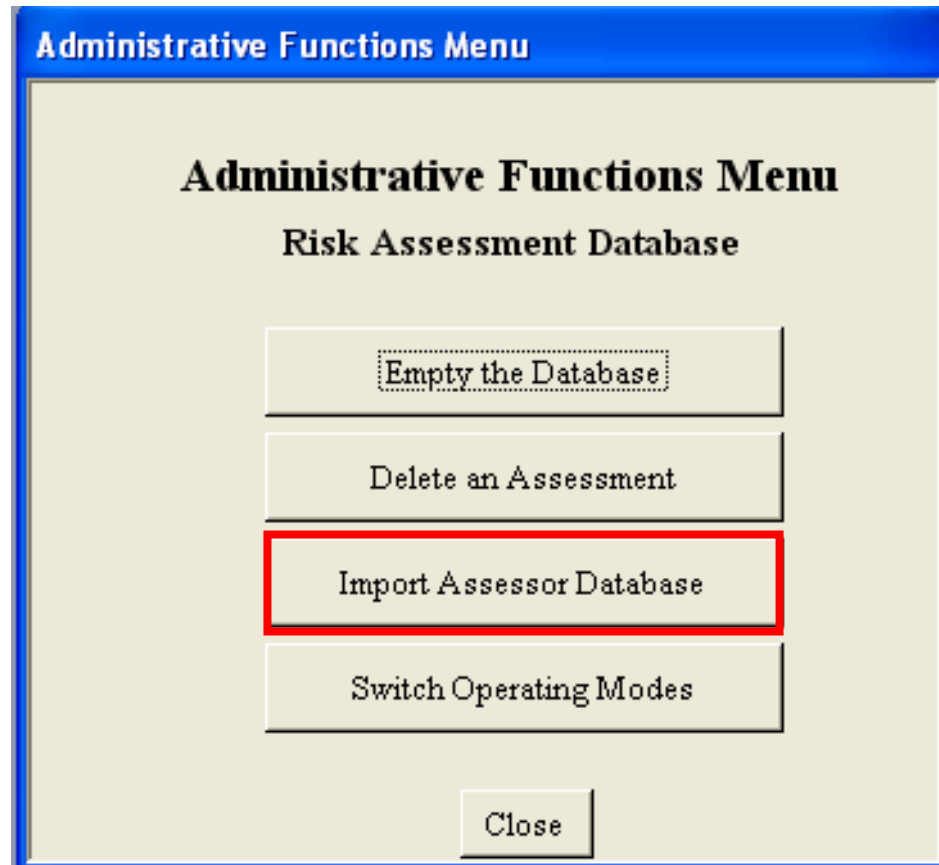 Administrative Functions Menu
Administrative Functions Menu
Risk Assessment Database
Empty the Database
Delete an Assessment
Import Assessor Database
Switch Operating Modes
Close